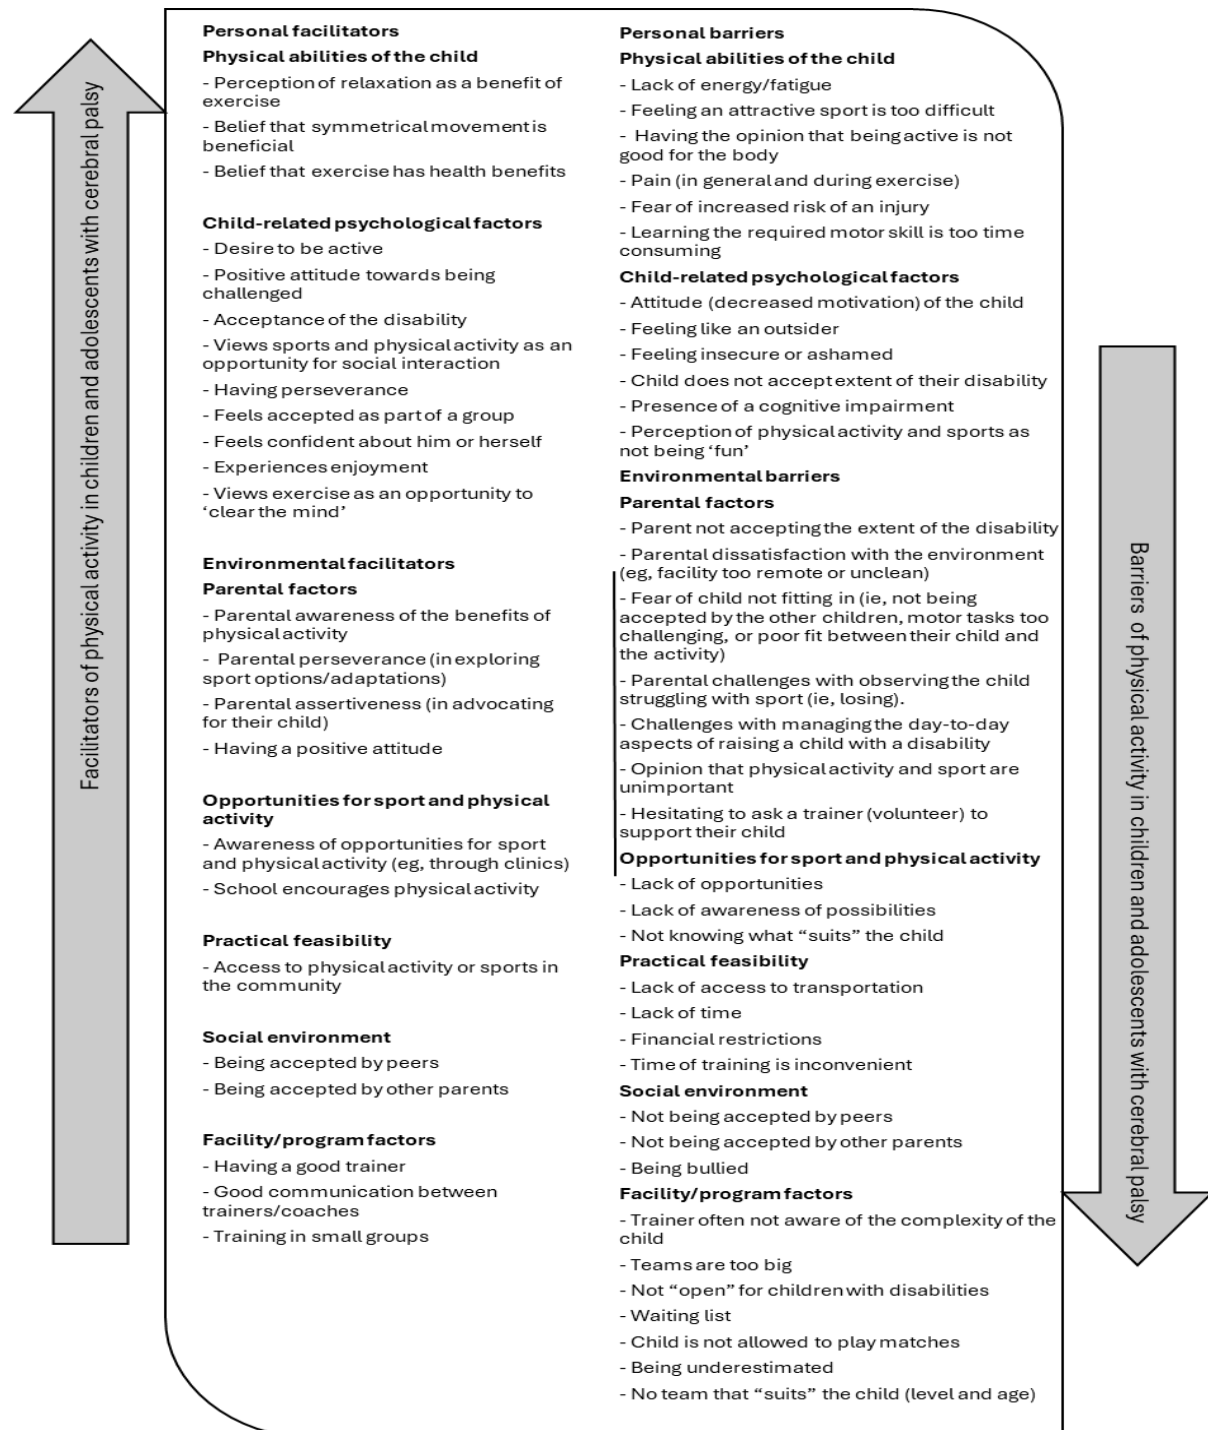 Facilitators of physical activity in children and adolescents with cerebral palsy
Personal facilitators
Physical abilities of the child
- Perception of relaxation as a benefit of
exercise
- Belief that symmetrical movement is
beneficial
- Belief that exercise has health benefits
Child-related psychological factors
- Desire to be active
- Positive attitude towards being
challenged
- Acceptance of the disability
- Views sports and physical activity as an
opportunity for social interaction
- Having perseverance
- Feels accepted as part of a group
- Feels confident about him or herself
- Experiences enjoyment
- Views exercise as an opportunity to
‘clear the mind’
Environmental facilitators
Parental factors
- Parental awareness of the benefits of
physical activity
- Parental perseverance (in exploring
sport options/adaptations)
- Parental assertiveness (in advocating
for their child)
- Having a positive attitude
Opportunities for sport and physical
activity
- Awareness of opportunities for sport
and physical activity (eg, through clinics)
- School encourages physical activity
Practical feasibility
- Access to physical activity or sports in
the community
Social environment
- Being accepted by peers
- Being accepted by other parents
Facility/program factors
- Having a good trainer
- Good communication between
trainers/coaches
- Training in small groups
Personal barriers
Physical abilities of the child
- Lack of energy/fatigue
- Feeling an attractive sport is too difficult
- Having the opinion that being active is not
good for the body
- Pain (in general and during exercise)
- Fear of increased risk of an injury
- Learning the required motor skill is too time
consuming
Child-related psychological factors
- Attitude (decreased motivation) of the child
- Feeling like an outsider
- Feeling insecure or ashamed
- Child does not accept extent of their disability
- Presence of a cognitive impairment
- Perception of physical activity and sports as
not being ‘fun’
Environmental barriers
Parental factors
- Parent not accepting the extent of the disability
- Parental dissatisfaction with the environment
(eg, facility too remote or unclean)
- Fear of child not fitting in (ie, not being
accepted by the other children, motor tasks too
challenging, or poor fit between their child and
the activity)
- Parental challenges with observing the child
struggling with sport (ie, losing).
- Challenges with managing the day-to-day
aspects of raising a child with a disability
- Opinion that physical activity and sport are
unimportant
- Hesitating to ask a trainer (volunteer) to
support their child
Opportunities for sport and physical activity
- Lack of opportunities
- Lack of awareness of possibilities
- Not knowing what “suits” the child
Practical feasibility
- Lack of access to transportation
- Lack of time
- Financial restrictions
- Time of training is inconvenient
Social environment
- Not being accepted by peers
- Not being accepted by other parents
- Being bullied
Facility/program factors
- Trainer often not aware of the complexity of the
child
- Teams are too big
- Not “open” for children with disabilities
- Waiting list
- Child is not allowed to play matches
- Being underestimated
- No team that “suits” the child (level and age)
Barriers of physical activity in children and adolescents with cerebral palsy